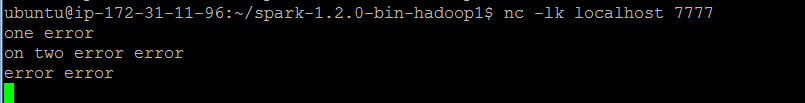 ubuntu@ip-172-31-11-96:~/spark-1.2.0-bin-hadoop1$ nc -lk localhost 7777
one error
on two error error
error error